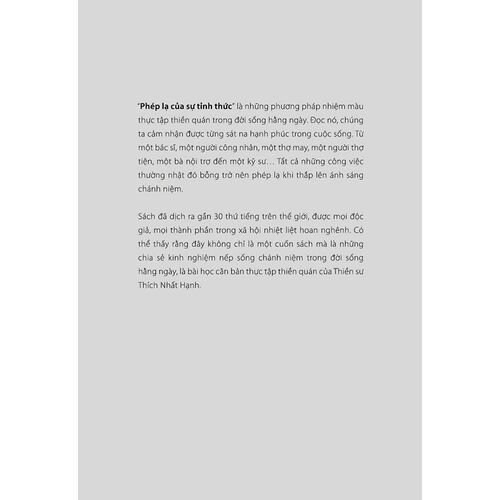 "Phép lạ của sự tỉnh thức" là những phương pháp nhiệm màu
thực tập thiền quán trong đời sống hằng ngày. Đọc nó, chúng
ta cảm nhận được từng sát na hạnh phúc trong cuộc sống. Từ
một bác sĩ, một người công nhân, một thợ may, một người thợ
tiện, một bà nội trợ đến một kỹ sư… Tất cả những công việc
thường nhật đó bỗng trở nên phép lạ khi thắp lên ánh sáng
chánh niệm.
Sách đã dịch ra gần 30 thứ tiếng trên thế giới, được mọi độc
giả, mọi thành phần trong xã hội nhiệt liệt hoan nghênh. Có
thể thấy rằng đây không chỉ là một cuốn sách mà là những
chia sẻ kinh nghiệm nếp sống chánh niệm trong đời sống
hằng ngày, là bài học căn bản thực tập thiền quán của Thiền sư
Thích Nhất Hạnh.